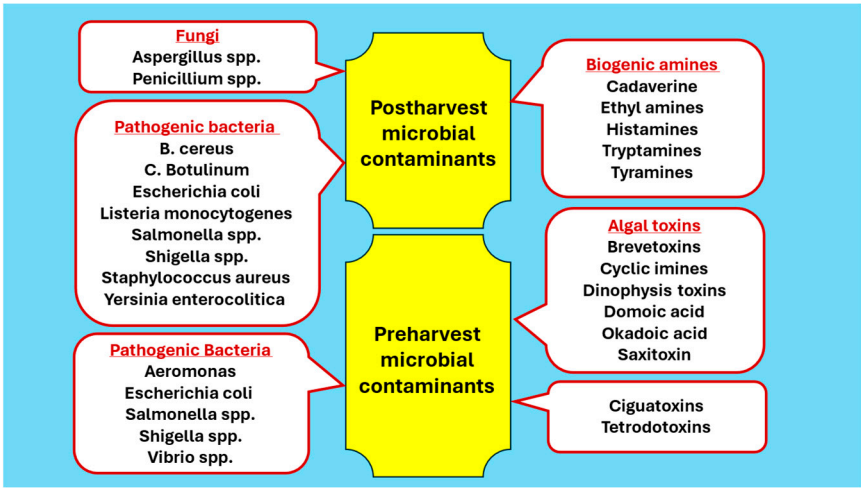 Fungi
Aspergillus spp.
Penicillium spp.
Pathogenic bacteria
B. cereus
C. Botulinum
Escherichia coli
Listeria monocytogenes
Salmonella spp.
Shigella spp.
Staphylococcus aureus
Yersinia enterocolitica
Pathogenic Bacteria
Aeromonas
Escherichia coli
Salmonella spp.
Shigella spp.
Vibrio spp.
Postharvest
microbial
contaminants
Preharvest
microbial
contaminants
Biogenic amines
Cadaverine
Ethyl amines
Histamines
Tryptamines
Tyramines
Algal toxins
Brevetoxins
Cyclic imines
Dinophysis toxins
Domoic acid
Okadoic acid
Saxitoxin
Ciguatoxins
Tetrodotoxins